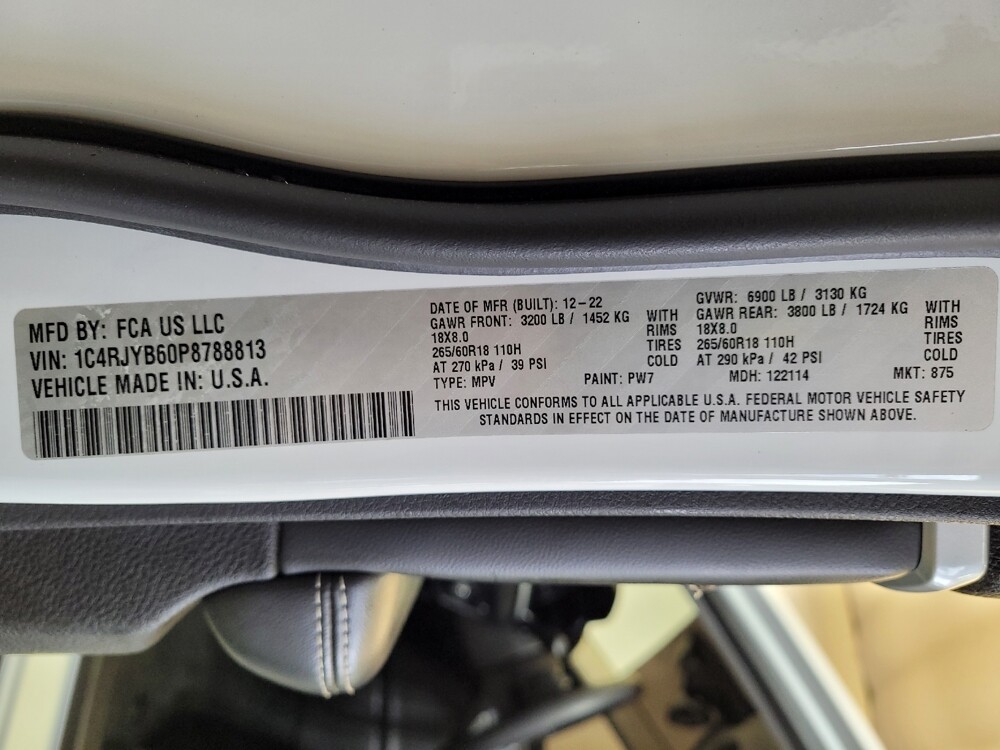 MFD BY: FCA US LLC
VIN: 1C4RJYB60P8788813
VEHICLE MADE IN: U.S.A.
DATE OF MFR (BUILT): 12-22
GAWR FRONT: 3200 LB / 1452 KG WITH
18X8.0 RIMS
265/60R18 110H TIRES
AT 270 kPa / 39 PSI COLD
TYPE: MPV PAINT: PW7
GVWR: 6900 LB / 3130 KG
GAWR REAR: 3800 LB / 1724 KG WITH
18X8.0 RIMS
265/60R18 110H TIRES
AT 290 kPa / 42 PSI COLD
MDH: 122114 MKT: 875
THIS VEHICLE CONFORMS TO ALL APPLICABLE U.S.A. FEDERAL MOTOR VEHICLE SAFETY
STANDARDS IN EFFECT ON THE DATE OF MANUFACTURE SHOWN ABOVE.